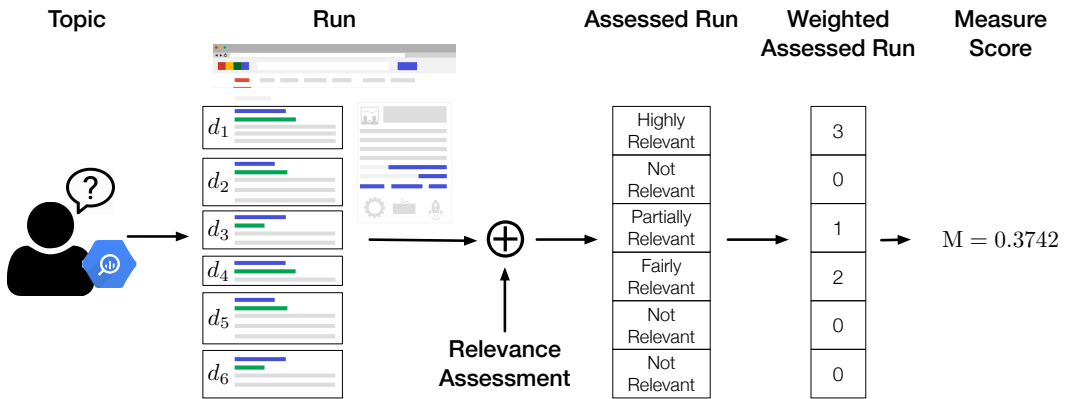 Topic
Run
Assessed Run
Weighted
Assessed Run
Measure
Score
?
d1
d2
d3
d4
d5
d6
Relevance
Assessment
Highly
Relevant
Not
Relevant
Partially
Relevant
Fairly
Relevant
Not
Relevant
Not
Relevant
3
0
1
2
0
0
M = 0.3742